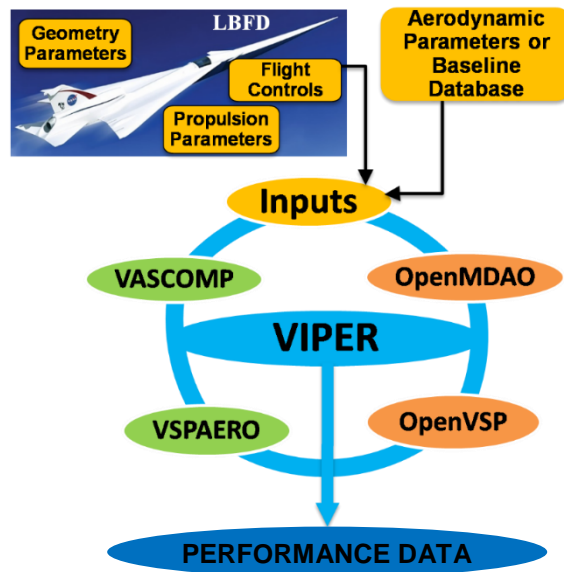 LBFD
Geometry
Parameters
Flight
Controls
Propulsion
Parameters
Aerodynamic
Parameters or
Baseline
Database
Inputs
VASCOMP
OpenMDAO
VIPER
VSPAERO
OpenVSP
PERFORMANCE DATA